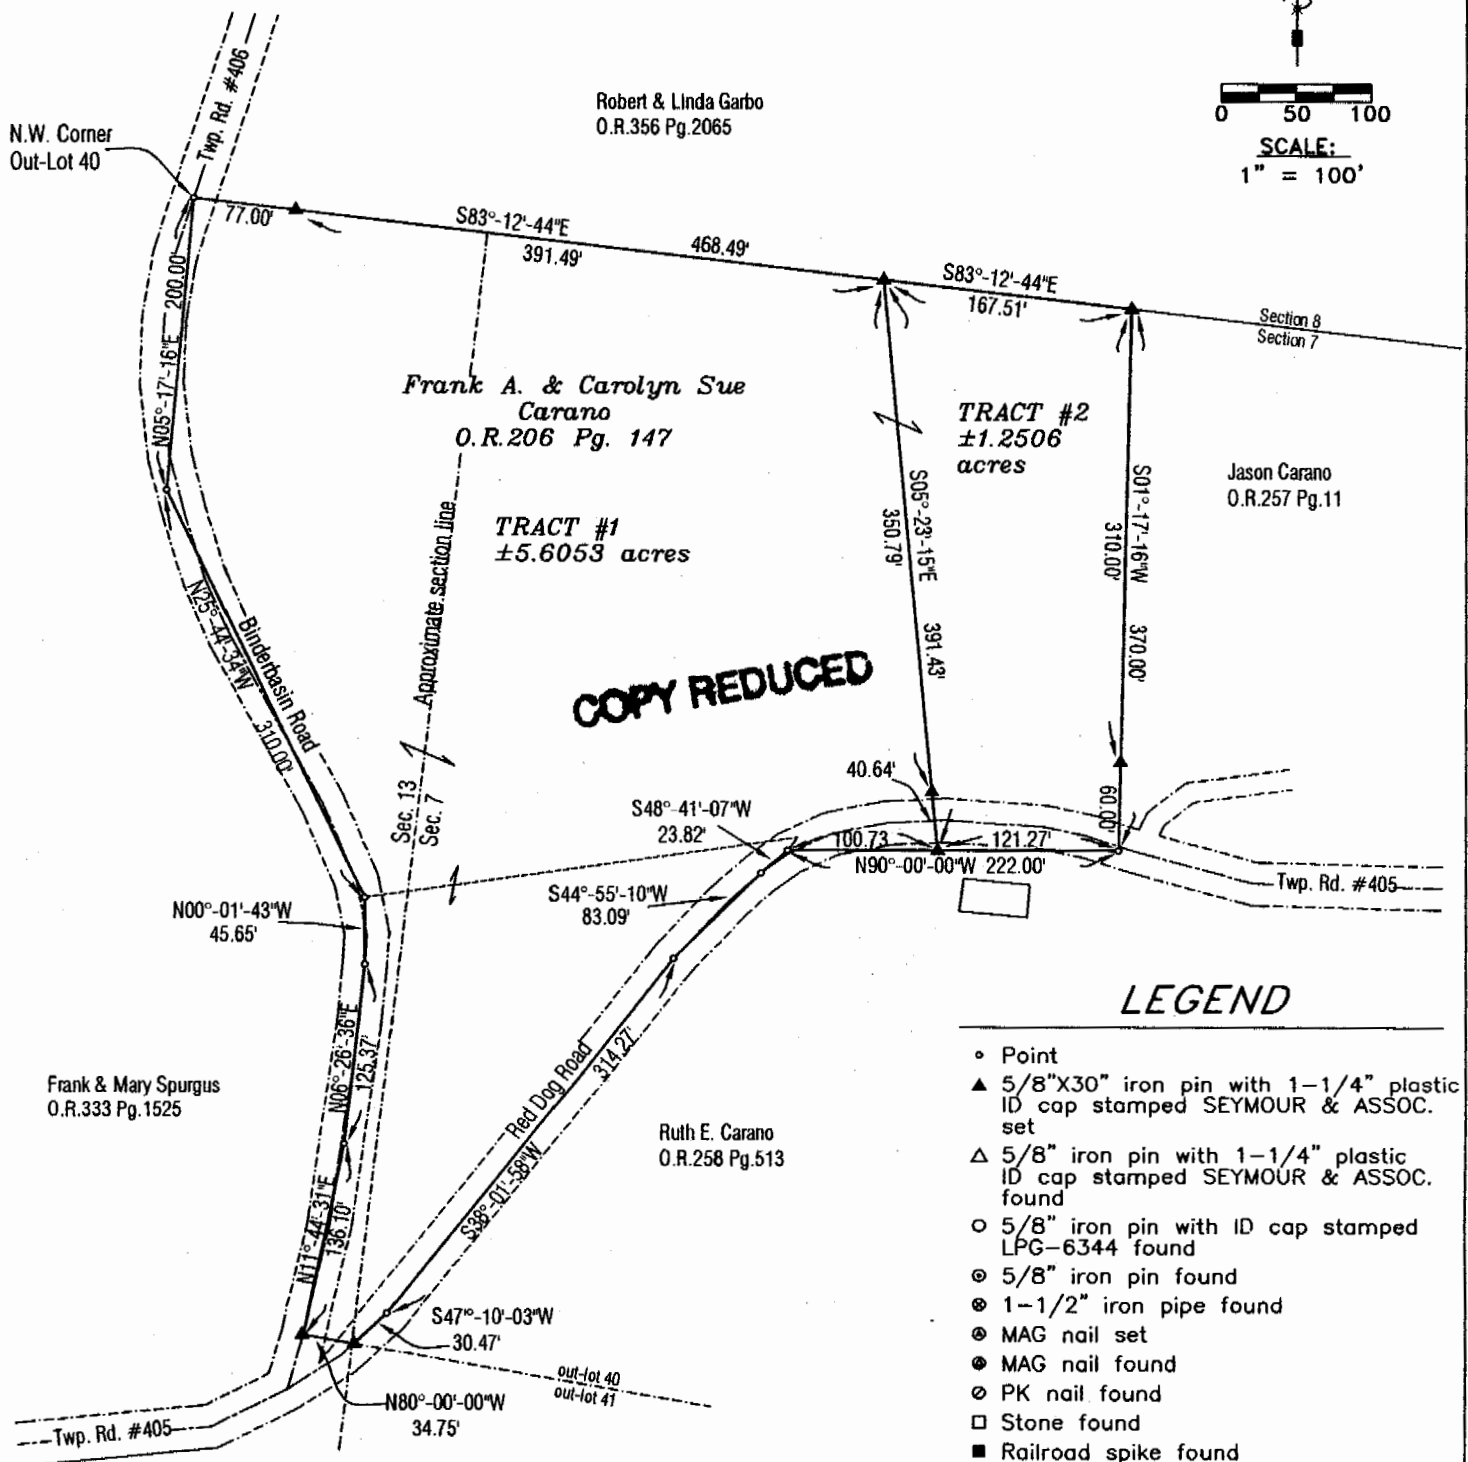 Twp. Rd. #406
N.W. Corner
Out-Lot 40
Robert & Linda Garbo
O.R.356 Pg.2065
0 50 100
SCALE:
1" = 100'
77.00'
S83°-12'-44"E
391.49'
468.49'
S83°-12'-44"E
167.51'
Section 8
Section 7
N05°-17'-16"E 200.00'
Frank A. & Carolyn Sue
Carano
O.R.206 Pg. 147
TRACT #1
±5.6053 acres
Approximate section line
TRACT #2
±1.2506
acres
S05°-23'-15"E
350.79'
391.43'
S01°-17'-16"W
310.00'
370.00'
Jason Carano
O.R.257 Pg.11
N25°-44'-34"W
310.00'
Binderbasin Road
COPY REDUCED
Sec. 13
Sec. 7
40.64'
60.00'
S48°-41'-07"W
23.82'
100.73
121.27'
N90°-00'-00"W 222.00'
Twp. Rd. #405
S44°-55'-10"W
83.09'
N00°-01'-43"W
45.65'
N06°-26'-36"E
125.37'
Frank & Mary Spurgus
O.R.333 Pg.1525
Red Dog Road
314.27'
S38°-01'-58"W
Ruth E. Carano
O.R.258 Pg.513
N11°-44'-31"E
136.10'
S47°-10'-03"W
30.47'
out-lot 40
out-lot 41
N80°-00'-00"W
34.75'
Twp. Rd. #405
LEGEND
Point
5/8"X30" iron pin with 1-1/4" plastic
ID cap stamped SEYMOUR & ASSOC.
set
5/8" iron pin with 1-1/4" plastic
ID cap stamped SEYMOUR & ASSOC.
found
5/8" iron pin with ID cap stamped
LPG-6344 found
5/8" iron pin found
1-1/2" iron pipe found
MAG nail set
MAG nail found
PK nail found
Stone found
Railroad spike found